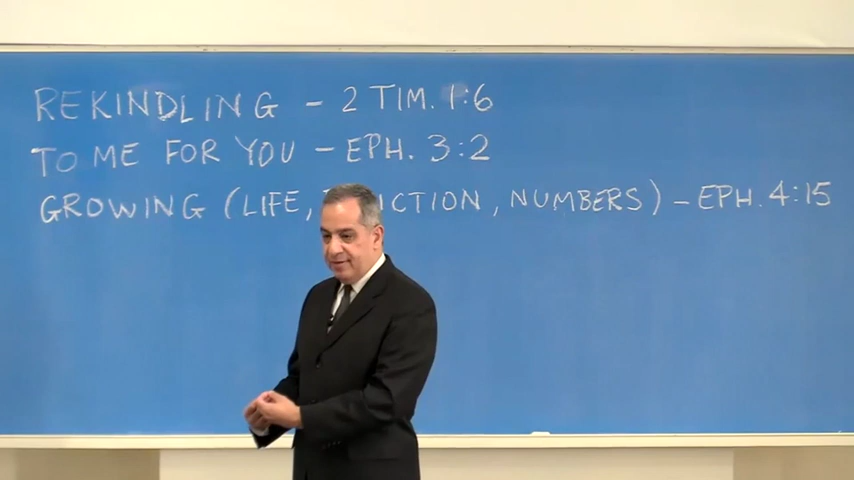 REKINDLING - 2 TIM. 1:6
TO ME FOR YOU - EPH. 3:2
GROWING (LIFE, NUMBERS) - EPH. 4:15